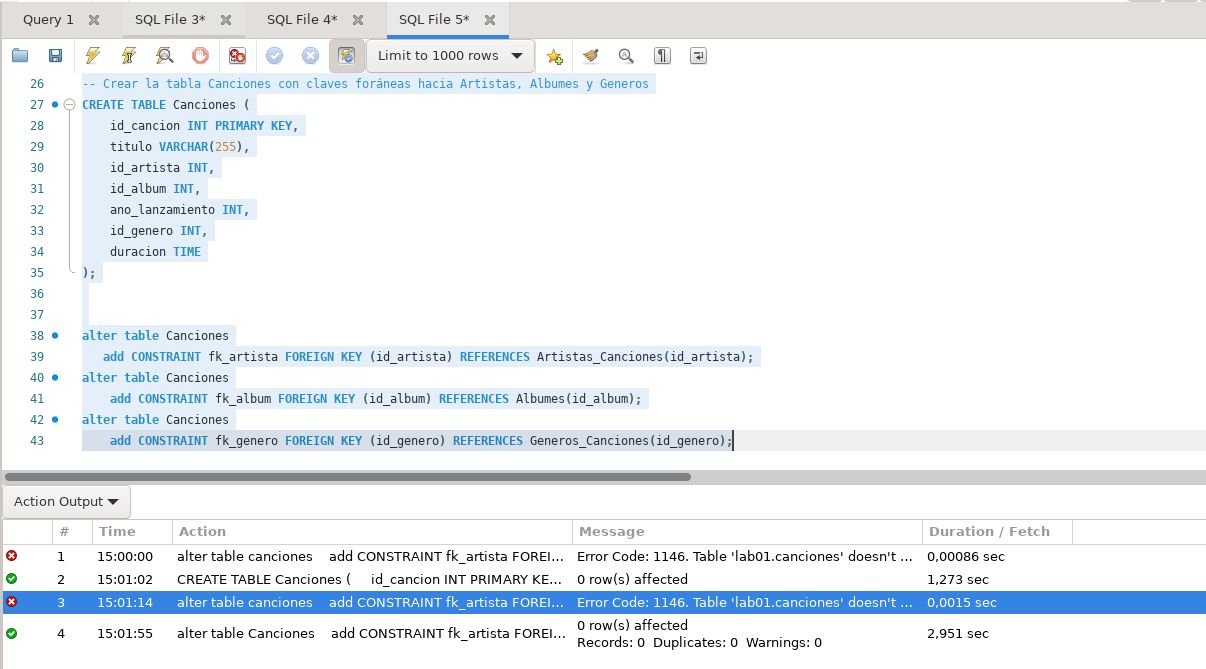 Query 1 SQL File 3* SQL File 4* SQL File 5*
Limit to 1000 rows
26 -- Crear la tabla Canciones con claves foráneas hacia Artistas, Albumes y Generos
27 CREATE TABLE Canciones (
28 id_cancion INT PRIMARY KEY,
29 titulo VARCHAR(255),
30 id_artista INT,
31 id_album INT,
32 ano_lanzamiento INT,
33 id_genero INT,
34 duracion TIME
35 );
36
37
38 alter table Canciones
39 add CONSTRAINT fk_artista FOREIGN KEY (id_artista) REFERENCES Artistas_Canciones(id_artista);
40 alter table Canciones
41 add CONSTRAINT fk_album FOREIGN KEY (id_album) REFERENCES Albumes(id_album);
42 alter table Canciones
43 add CONSTRAINT fk_genero FOREIGN KEY (id_genero) REFERENCES Generos_Canciones(id_genero);
Action Output
# Time Action Message Duration / Fetch
1 15:00:00 alter table canciones add CONSTRAINT fk_artista FOREI... Error Code: 1146. Table 'lab01.canciones' doesn't ... 0,00086 sec
2 15:01:02 CREATE TABLE Canciones ( id_cancion INT PRIMARY KE... 0 row(s) affected 1,273 sec
3 15:01:14 alter table canciones add CONSTRAINT fk_artista FOREI... Error Code: 1146. Table 'lab01.canciones' doesn't ... 0,0015 sec
4 15:01:55 alter table Canciones add CONSTRAINT fk_artista FOREI... 0 row(s) affected 2,951 sec
Records: 0 Duplicates: 0 Warnings: 0